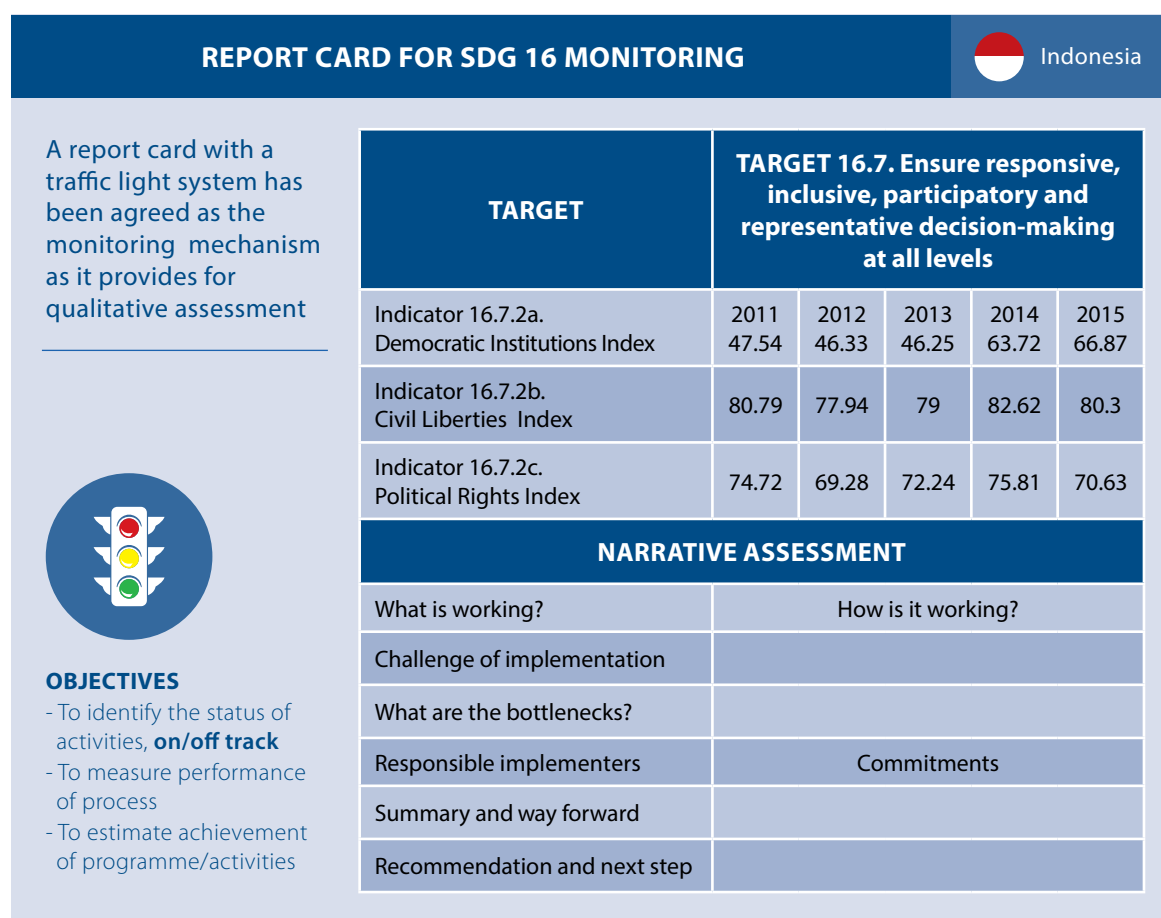 REPORT CARD FOR SDG 16 MONITORING
Indonesia
A report card with a
traffic light system has
been agreed as the
monitoring mechanism
as it provides for
qualitative assessment
OBJECTIVES
- To identify the status of
activities, on/off track
- To measure performance
of process
- To estimate achievement
of programme/activities
TARGET
TARGET 16.7. Ensure responsive,
inclusive, participatory and
representative decision-making
at all levels
Indicator 16.7.2a. 2011 2012 2013 2014 2015
Democratic Institutions Index 47.54 46.33 46.25 63.72 66.87
Indicator 16.7.2b.
Civil Liberties Index 80.79 77.94 79 82.62 80.3
Indicator 16.7.2c.
Political Rights Index 74.72 69.28 72.24 75.81 70.63
NARRATIVE ASSESSMENT
What is working? How is it working?
Challenge of implementation
What are the bottlenecks?
Responsible implementers Commitments
Summary and way forward
Recommendation and next step